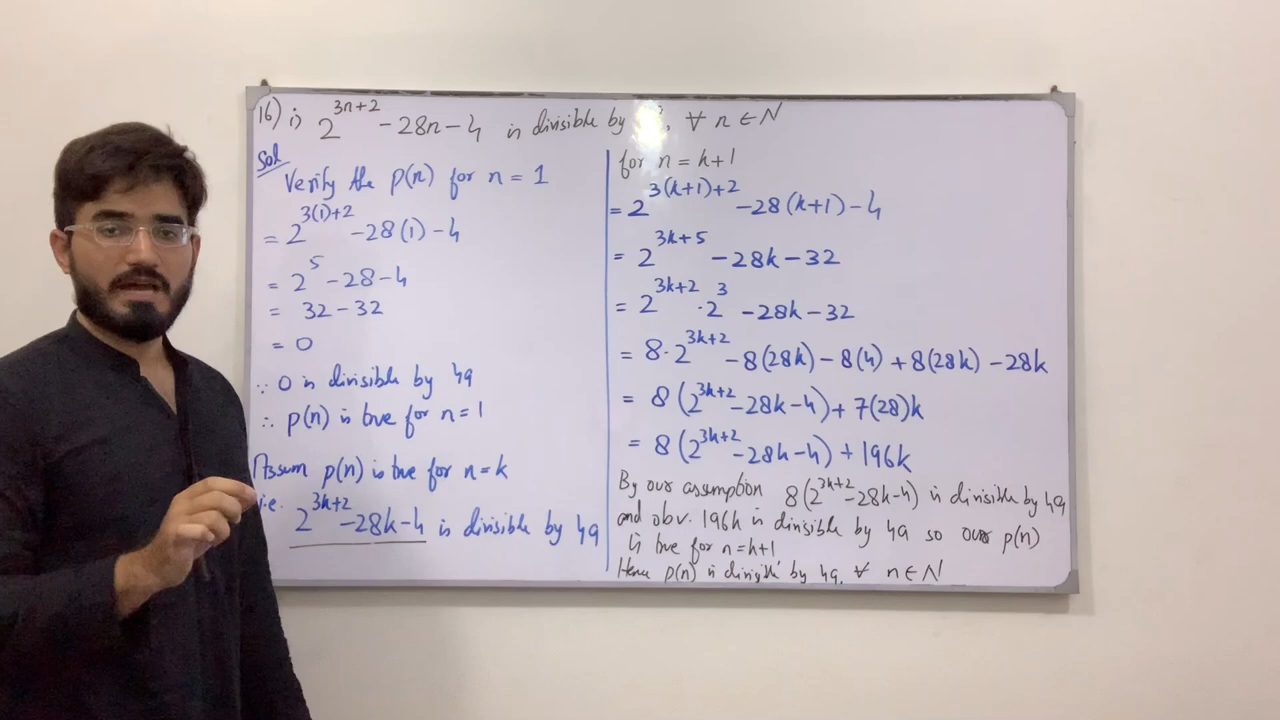 16) i) 2^{3n+2} - 28n - 4 is divisible by , ∀ n ∈ N
Sol
Verify the p(n) for n = 1
= 2^{3(1)+2} - 28(1) - 4
= 2^5 - 28 - 4
= 32 - 32
= 0
∵ 0 is divisible by 49
∴ p(n) is true for n = 1
Assum p(n) is true for n = k
i.e. 2^{3k+2} - 28k - 4 is divisible by 49
for n = k+1
= 2^{3(k+1)+2} - 28(k+1) - 4
= 2^{3k+5} - 28k - 32
= 2^{3k+2} · 2^3 - 28k - 32
= 8 · 2^{3k+2} - 8(28k) - 8(4) + 8(28k) - 28k
= 8(2^{3k+2} - 28k - 4) + 7(28)k
= 8(2^{3k+2} - 28k - 4) + 196k
By our assumption 8(2^{3k+2} - 28k - 4) is divisible by 49
and obv. 196k is divisible by 49 so our p(n)
is true for n = k+1
Hence p(n) is divisible by 49, ∀ n ∈ N